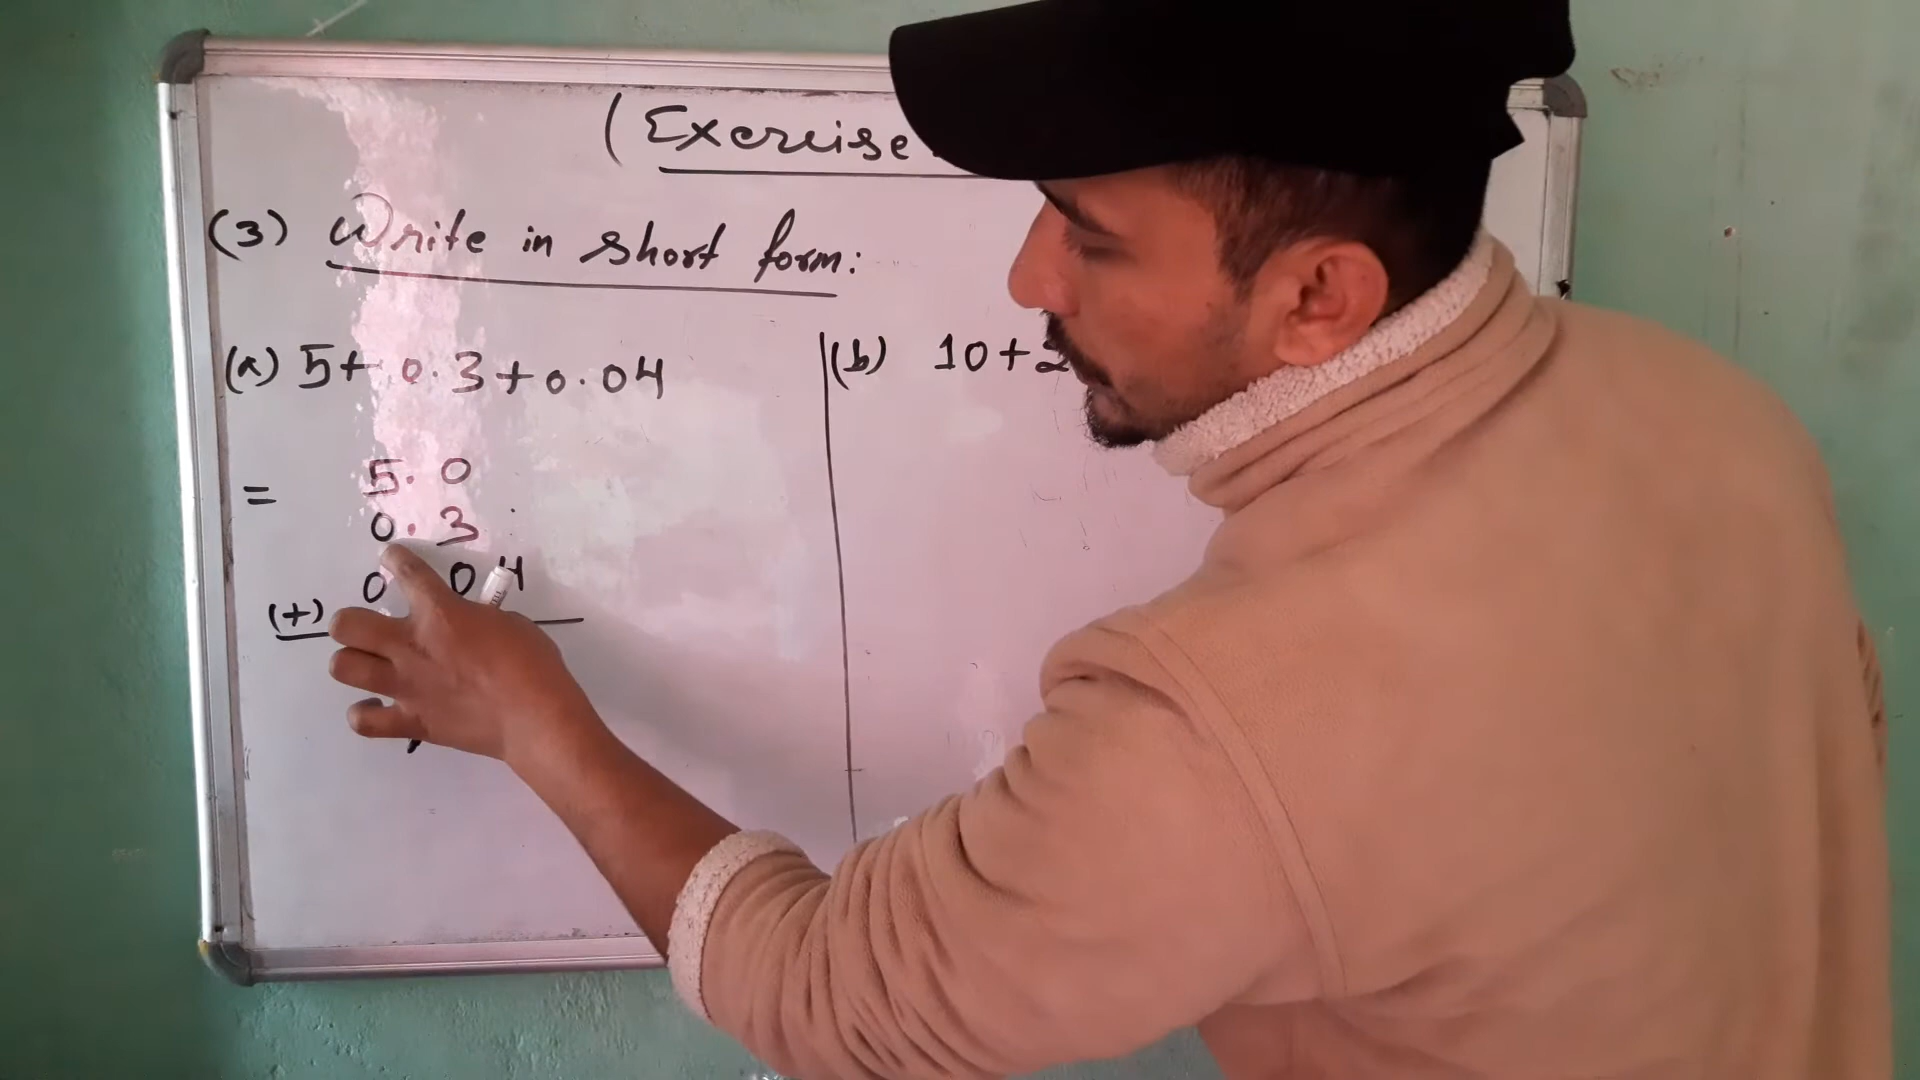 (Exercise
(3) Write in short form:
(a) 5+ 0.3+0.04
(b) 10+2
= 5.0
0.3
0 04
(+)